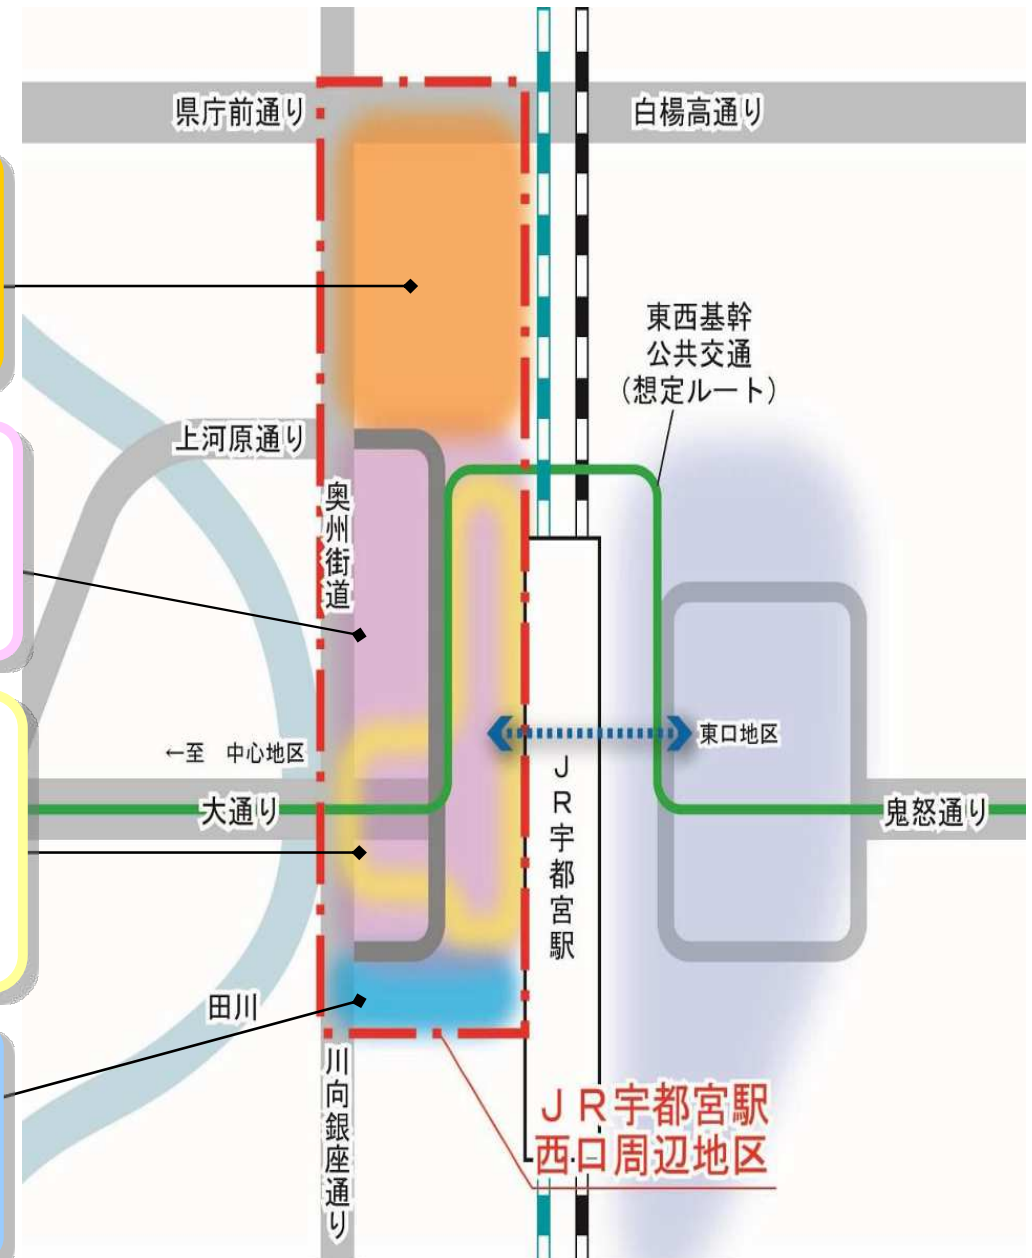 県庁前通り
白楊高通り
東西基幹
公共交通
（想定ルート）
上河原通り
奥州街道
←至　中心地区
東口地区
ＪＲ宇都宮駅
大通り
鬼怒通り
田川
川向銀座通り
ＪＲ宇都宮駅
西口周辺地区